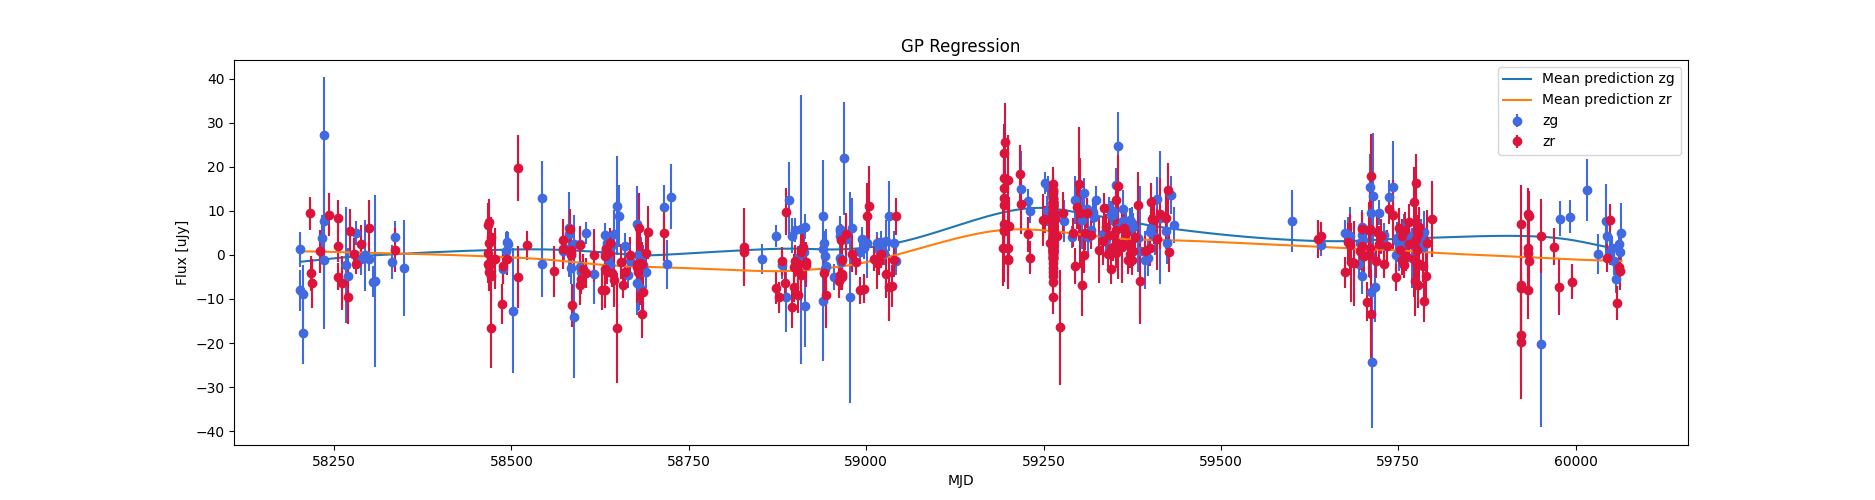 GP Regression
Flux [uJy]
40
30
20
10
0
−10
−20
−30
−40
58250
58500
58750
59000
59250
59500
59750
60000
MJD
Mean prediction zg
Mean prediction zr
zg
zr